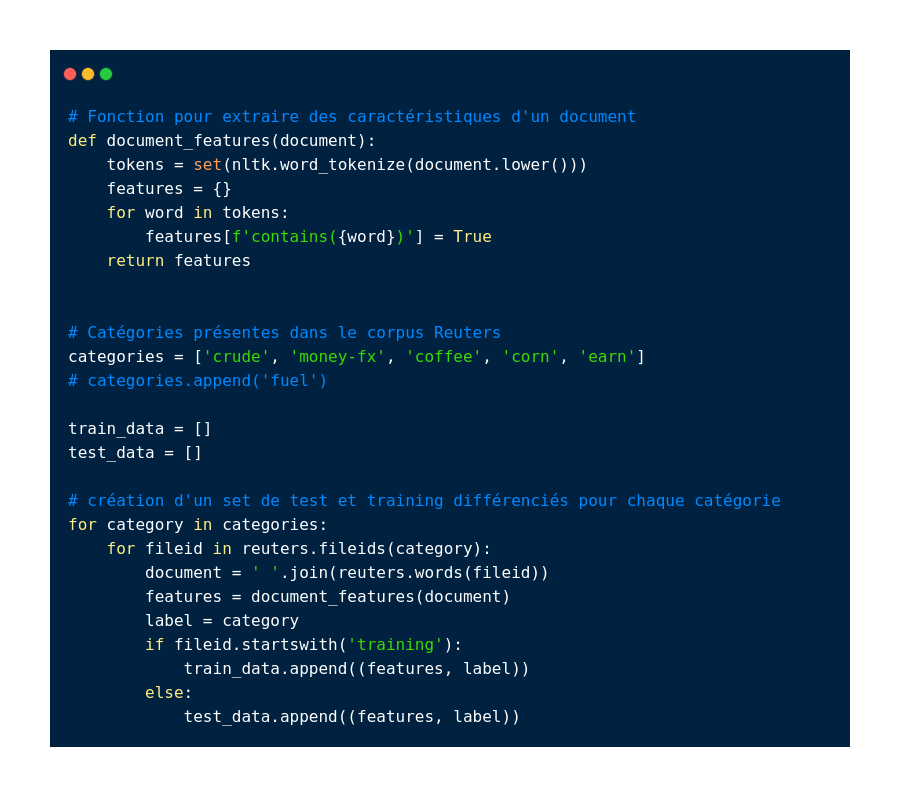 # Fonction pour extraire des caractéristiques d'un document
def document_features(document):
    tokens = set(nltk.word_tokenize(document.lower()))
    features = {}
    for word in tokens:
        features[f'contains({word})'] = True
    return features
# Catégories présentes dans le corpus Reuters
categories = ['crude', 'money-fx', 'coffee', 'corn', 'earn']
# categories.append('fuel')
train_data = []
test_data = []
# création d'un set de test et training différenciés pour chaque catégorie
for category in categories:
    for fileid in reuters.fileids(category):
        document = ' '.join(reuters.words(fileid))
        features = document_features(document)
        label = category
        if fileid.startswith('training'):
            train_data.append((features, label))
        else:
            test_data.append((features, label))